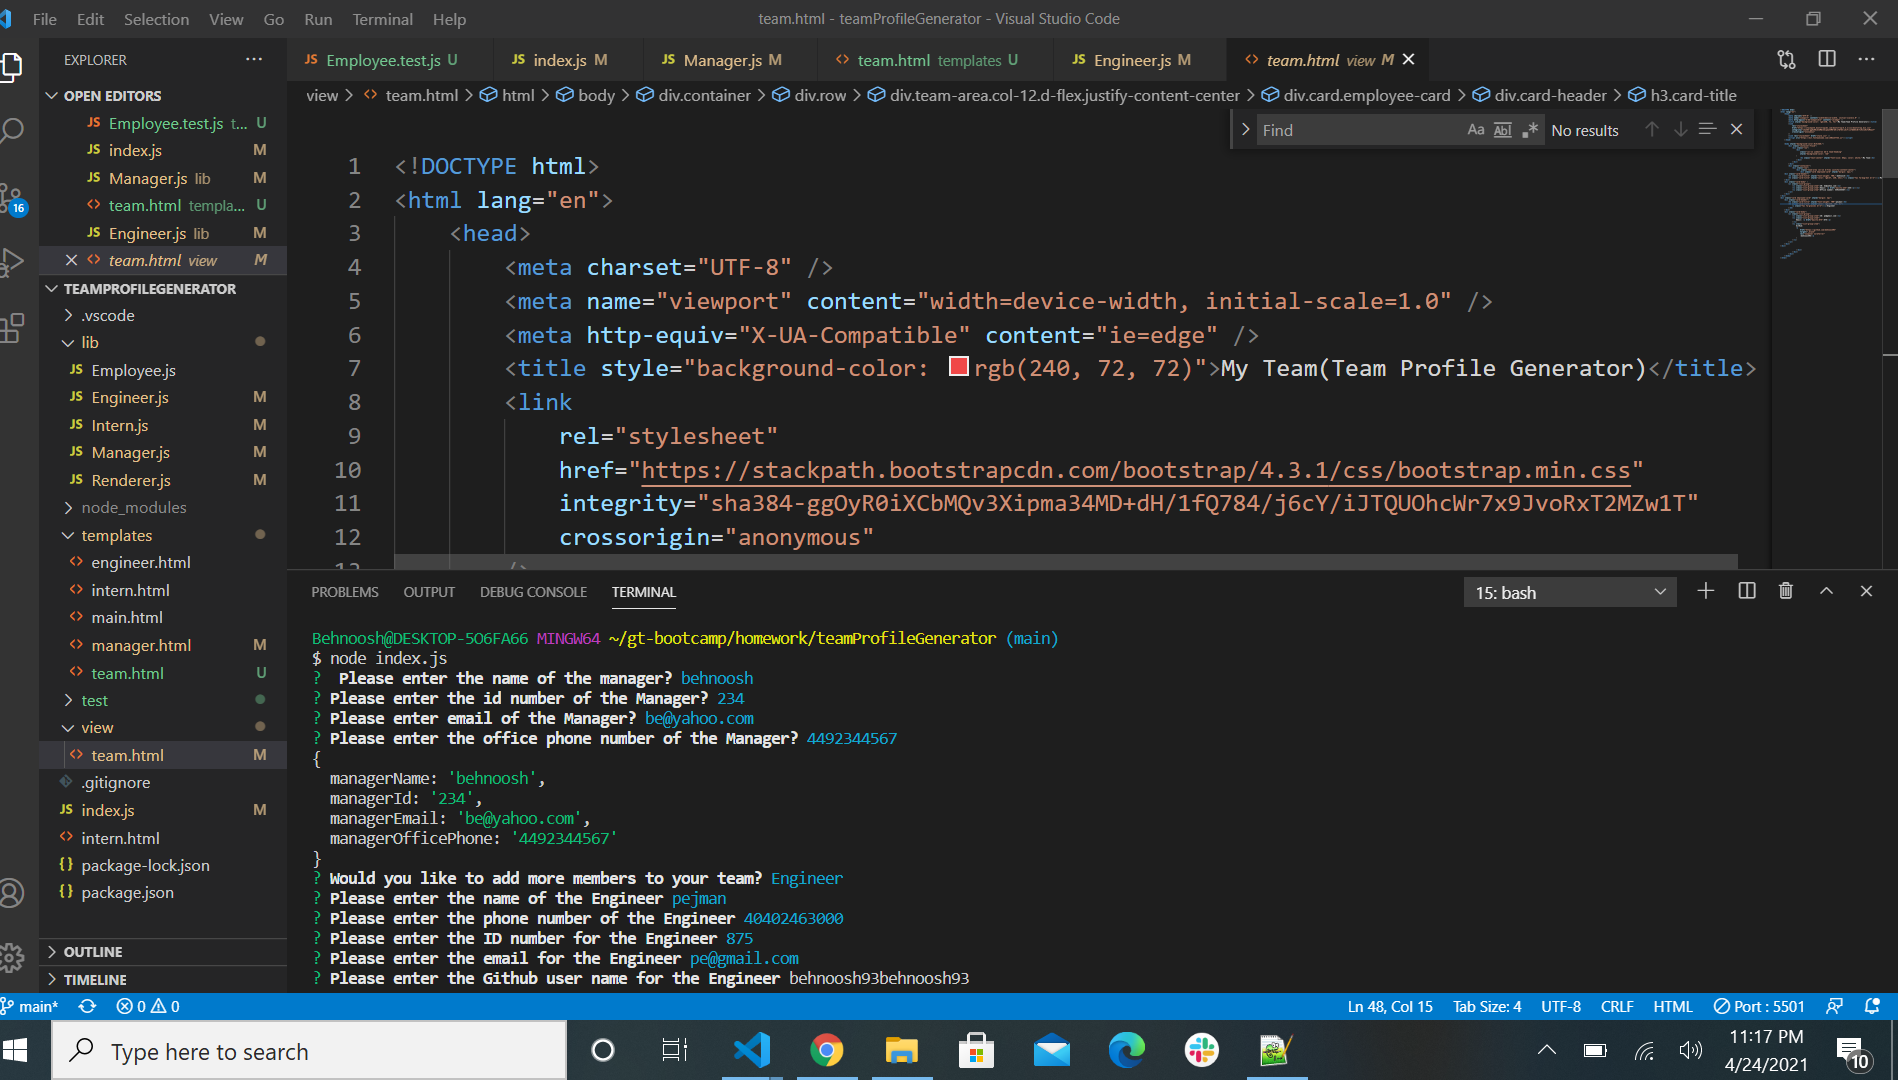 File Edit Selection View Go Run Terminal Help
team.html - teamProfileGenerator - Visual Studio Code
EXPLORER
JS Employee.test.js U
JS index.js M
JS Manager.js M
<> team.html templates U
JS Engineer.js M
<> team.html view M
view > <> team.html > html > body > div.container > div.row > div.team-area.col-12.d-flex.justify-content-center > div.card.employee-card > div.card-header > h3.card-title
Find Aa Abl No results
OPEN EDITORS
JS Employee.test.js t... U
JS index.js M
JS Manager.js lib M
<> team.html templa... U
JS Engineer.js lib M
<> team.html view M
TEAMPROFILEGENERATOR
.vscode
lib
JS Employee.js
JS Engineer.js M
JS Intern.js M
JS Manager.js M
JS Renderer.js M
node_modules
templates
<> engineer.html
<> intern.html
<> main.html
<> manager.html M
<> team.html U
test
view
<> team.html M
.gitignore
JS index.js M
<> intern.html
{} package-lock.json
{} package.json
OUTLINE
TIMELINE
16
1 <!DOCTYPE html>
2 <html lang="en">
3 <head>
4 <meta charset="UTF-8" />
5 <meta name="viewport" content="width=device-width, initial-scale=1.0" />
6 <meta http-equiv="X-UA-Compatible" content="ie=edge" />
7 <title style="background-color: rgb(240, 72, 72)">My Team(Team Profile Generator)</title>
8 <link
9 rel="stylesheet"
10 href="https://stackpath.bootstrapcdn.com/bootstrap/4.3.1/css/bootstrap.min.css"
11 integrity="sha384-ggOyR0iXCbMQv3Xipma34MD+dH/1fQ784/j6cY/iJTQUOhcWr7x9JvoRxT2MZw1T"
12 crossorigin="anonymous"
13 />
PROBLEMS OUTPUT DEBUG CONSOLE TERMINAL
15: bash
Behnoosh@DESKTOP-5O6FA66 MINGW64 ~/gt-bootcamp/homework/teamProfileGenerator (main)
$ node index.js
? Please enter the name of the manager? behnoosh
? Please enter the id number of the Manager? 234
? Please enter email of the Manager? be@yahoo.com
? Please enter the office phone number of the Manager? 4492344567
{
managerName: 'behnoosh',
managerId: '234',
managerEmail: 'be@yahoo.com',
managerOfficePhone: '4492344567'
}
? Would you like to add more members to your team? Engineer
? Please enter the name of the Engineer pejman
? Please enter the phone number of the Engineer 40402463000
? Please enter the ID number for the Engineer 875
? Please enter the email for the Engineer pe@gmail.com
? Please enter the Github user name for the Engineer behnoosh93behnoosh93
main* 0 0 Ln 48, Col 15 Tab Size: 4 UTF-8 CRLF HTML Port : 5501
Type here to search
11:17 PM
4/24/2021
10